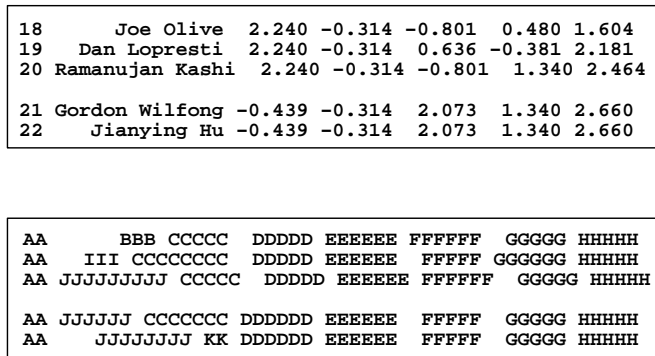 18 Joe Olive 2.240 -0.314 -0.801 0.480 1.604
19 Dan Lopresti 2.240 -0.314 0.636 -0.381 2.181
20 Ramanujan Kashi 2.240 -0.314 -0.801 1.340 2.464
21 Gordon Wilfong -0.439 -0.314 2.073 1.340 2.660
22 Jianying Hu -0.439 -0.314 2.073 1.340 2.660
AA BBB CCCCC DDDDD EEEEEE FFFFFF GGGGG HHHHH
AA III CCCCCCCC DDDDD EEEEEE FFFFF GGGGGG HHHHH
AA JJJJJJJJJ CCCCC DDDDD EEEEEE FFFFFF GGGGG HHHHH
AA JJJJJJ CCCCCCC DDDDDD EEEEEE FFFFF GGGGG HHHHH
AA JJJJJJJJ KK DDDDDD EEEEEE FFFFF GGGGG HHHHH